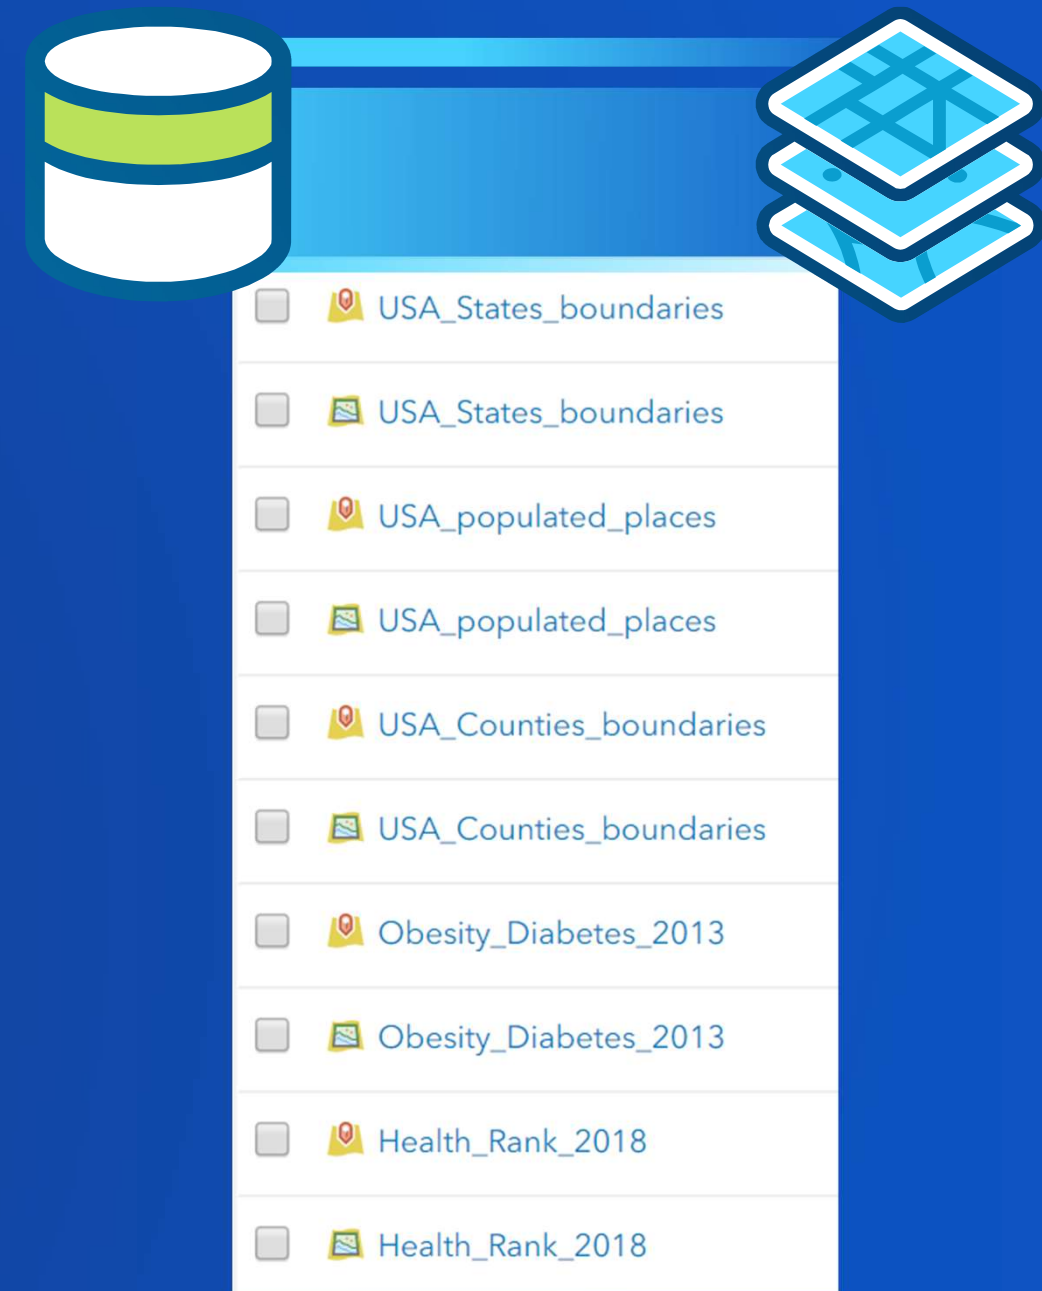 USA_States_boundaries
USA_States_boundaries
USA_populated_places
USA_populated_places
USA_Counties_boundaries
USA_Counties_boundaries
Obesity_Diabetes_2013
Obesity_Diabetes_2013
Health_Rank_2018
Health_Rank_2018